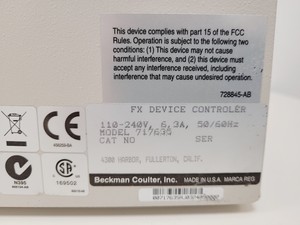 This device complies with part 15 of the FCC
Rules. Operation is subject to the following two
conditions: (1) This device may not cause
harmful interference, and (2) this device must
accept any interference received, including
interference that may cause undesired operation.
728845-AB
FX DEVICE CONTROLER
110-240V, 6.3A, 50/60Hz
MODEL 717635
CAT NO SER
4300 HARBOR, FULLERTON, CALIF.
Beckman Coulter, Inc. MADE IN U.S.A. MARCA REG
N395
169502